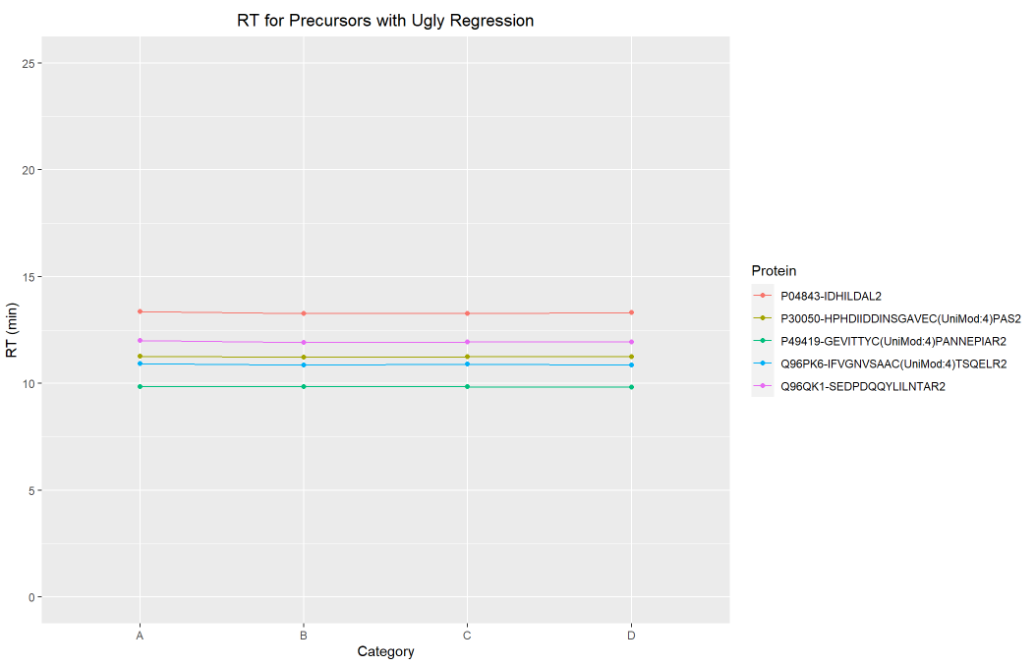 RT for Precursors with Ugly Regression
25
20
15
10
5
0
RT (min)
A
B
C
D
Category
Protein
P04843-IDHILDAL2
P30050-HPHDIIDDINSGAVEC(UniMod:4)PAS2
P49419-GEVITTYC(UniMod:4)PANNEPIAR2
Q96PK6-IFVGNVSAAC(UniMod:4)TSQELR2
Q96QK1-SEDPDQQYLILNTAR2